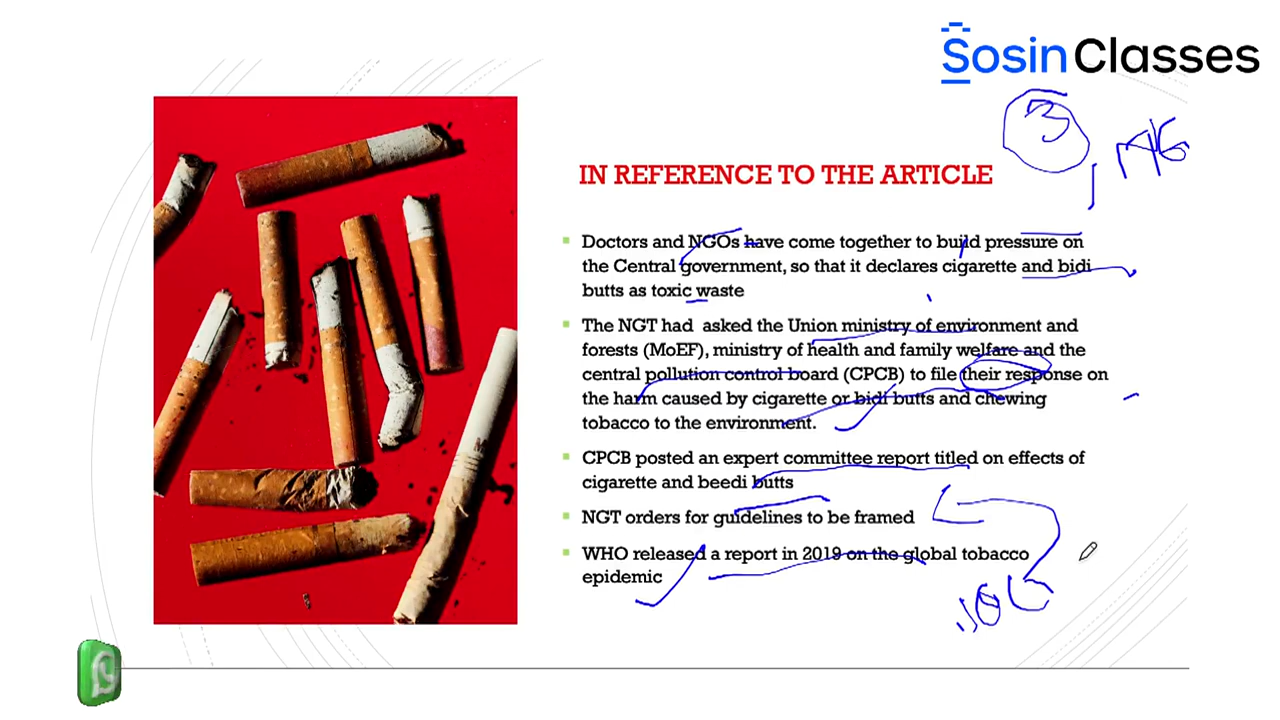 Sosin Classes
3
IN REFERENCE TO THE ARTICLE
Doctors and NGOs have come together to build pressure on
the Central government, so that it declares cigarette and bidi
butts as toxic waste
The NGT had asked the Union ministry of environment and
forests (MoEF), ministry of health and family welfare and the
central pollution control board (CPCB) to file their response on
the harm caused by cigarette or bidi butts and chewing
tobacco to the environment.
CPCB posted an expert committee report titled on effects of
cigarette and beedi butts
NGT orders for guidelines to be framed
WHO released a report in 2019 on the global tobacco
epidemic